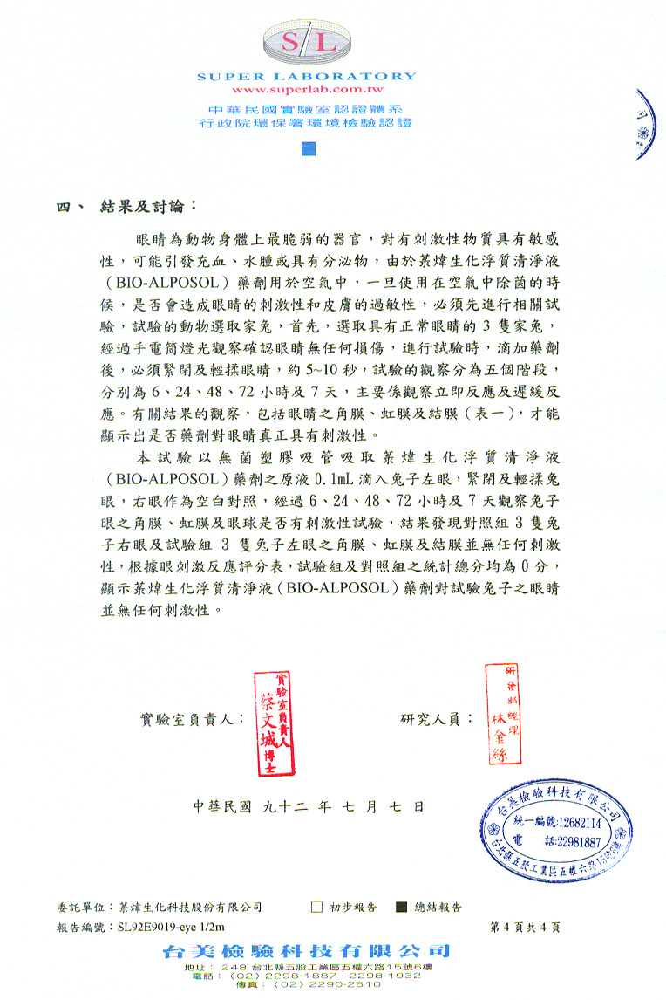 S/L
SUPER LABORATORY
www.superlab.com.tw
中華民國實驗室認證體系
行政院環保署環境檢驗認證
四、 結果及討論：
眼睛為動物身體上最脆弱的器官，對有刺激性物質具有敏感
性，可能引發充血、水腫或具有分泌物，由於菉煒生化浮質清淨液
（BIO-ALPOSOL）藥劑用於空氣中，一旦使用在空氣中除菌的時
候，是否會造成眼睛的刺激性和皮膚的過敏性，必須先進行相關試
驗，試驗的動物選取家兔，首先，選取具有正常眼睛的 3 隻家兔，
經過手電筒燈光觀察確認眼睛無任何損傷，進行試驗時，滴加藥劑
後，必須緊閉及輕揉眼睛，約 5~10 秒，試驗的觀察分為五個階段，
分別為 6、24、48、72 小時及 7 天，主要係觀察立即反應及遲緩反
應。有關結果的觀察，包括眼睛之角膜、虹膜及結膜（表一），才能
顯示出是否藥劑對眼睛真正具有刺激性。
本試驗以無菌塑膠吸管吸取菉煒生化浮質清淨液
（BIO-ALPOSOL）藥劑之原液 0.1mL 滴入兔子左眼，緊閉及輕揉兔
眼，右眼作為空白對照，經過 6、24、48、72 小時及 7 天觀察兔子
眼之角膜、虹膜及眼球是否有刺激性試驗，結果發現對照組 3 隻兔
子右眼及試驗組 3 隻兔子左眼之角膜、虹膜及結膜並無任何刺激
性，根據眼刺激反應評分表，試驗組及對照組之統計總分均為 0 分，
顯示菉煒生化浮質清淨液（BIO-ALPOSOL）藥劑對試驗兔子之眼睛
並無任何刺激性。
實驗室負責人：
實驗室負責人
蔡文城博士
研究人員：
林金絲
中華民國 九十二 年 七 月 七 日
台美檢驗科技有限公司
統一編號:12682114
電 話:22981887
台北縣五股工業區五權六路15號6樓
委託單位：菉煒生化科技股份有限公司 □ 初步報告 ■ 總結報告
報告編號：SL92E9019-eye 1/2m 第 4 頁共 4 頁
台美檢驗科技有限公司
地址： 248 台北縣五股工業區五權六路15號6樓
電話：（02）2298-1887．2298-1932
傳真：（02）2290-2510